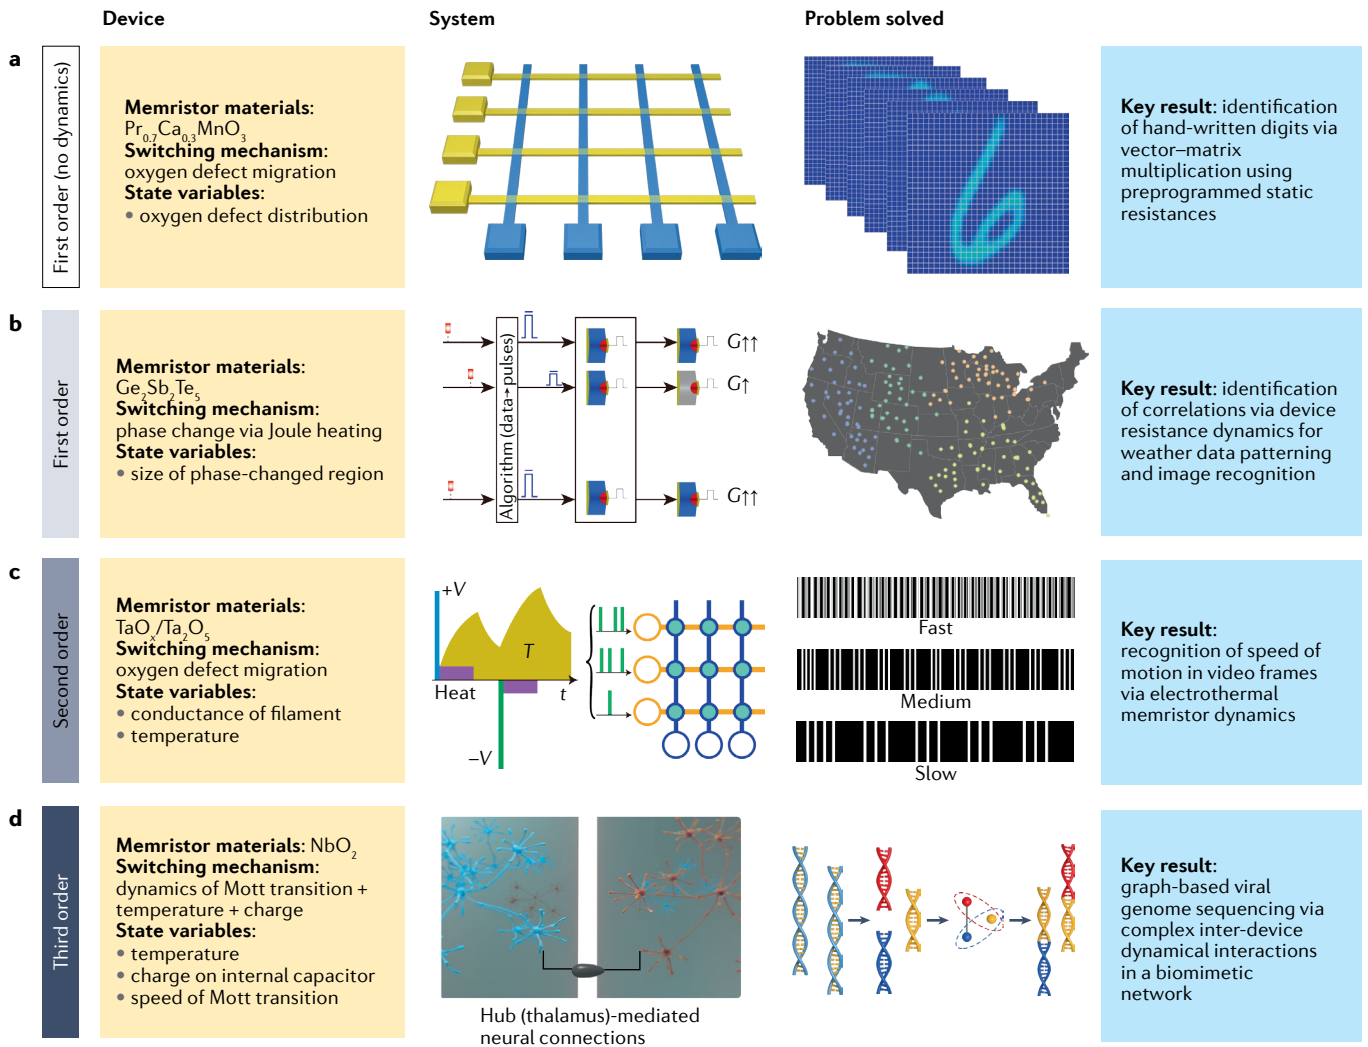 Device
System
Problem solved
a
First order (no dynamics)
Memristor materials:
Pr0.7Ca0.3MnO3
Switching mechanism:
oxygen defect migration
State variables:
• oxygen defect distribution
Key result: identification
of hand-written digits via
vector–matrix
multiplication using
preprogrammed static
resistances
b
First order
Memristor materials:
Ge2Sb2Te5
Switching mechanism:
phase change via Joule heating
State variables:
• size of phase-changed region
Algorithm (data→pulses)
G↑↑
G↑
G↑↑
Key result: identification
of correlations via device
resistance dynamics for
weather data patterning
and image recognition
c
Second order
Memristor materials:
TaOx/Ta2O5
Switching mechanism:
oxygen defect migration
State variables:
• conductance of filament
• temperature
+V
T
Heat
t
–V
Fast
Medium
Slow
Key result:
recognition of speed of
motion in video frames
via electrothermal
memristor dynamics
d
Third order
Memristor materials: NbO2
Switching mechanism:
dynamics of Mott transition +
temperature + charge
State variables:
• temperature
• charge on internal capacitor
• speed of Mott transition
Hub (thalamus)-mediated
neural connections
Key result:
graph-based viral
genome sequencing via
complex inter-device
dynamical interactions
in a biomimetic
network